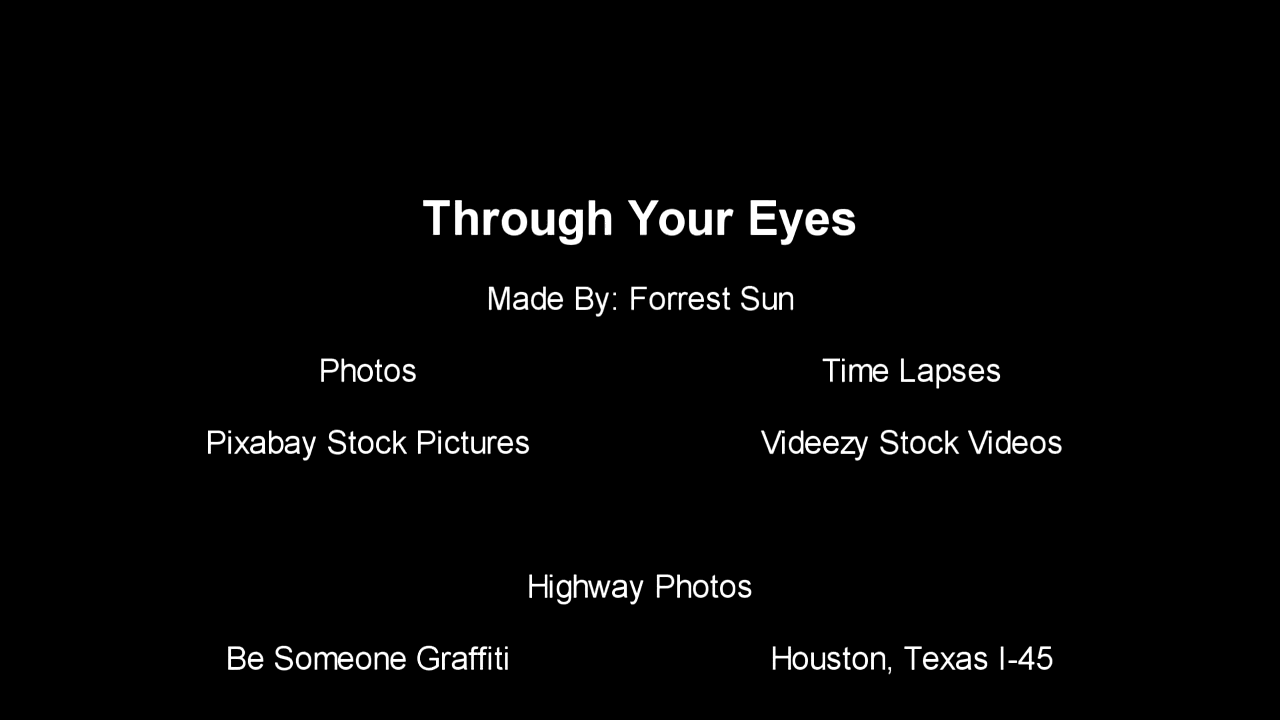 Through Your Eyes
Made By: Forrest Sun
Photos Time Lapses
Pixabay Stock Pictures Videezy Stock Videos
Highway Photos
Be Someone Graffiti Houston, Texas I-45